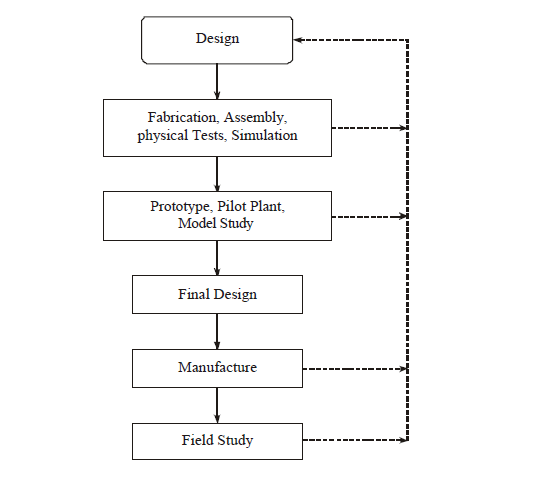 Design
Fabrication, Assembly,
physical Tests, Simulation
Prototype, Pilot Plant,
Model Study
Final Design
Manufacture
Field Study